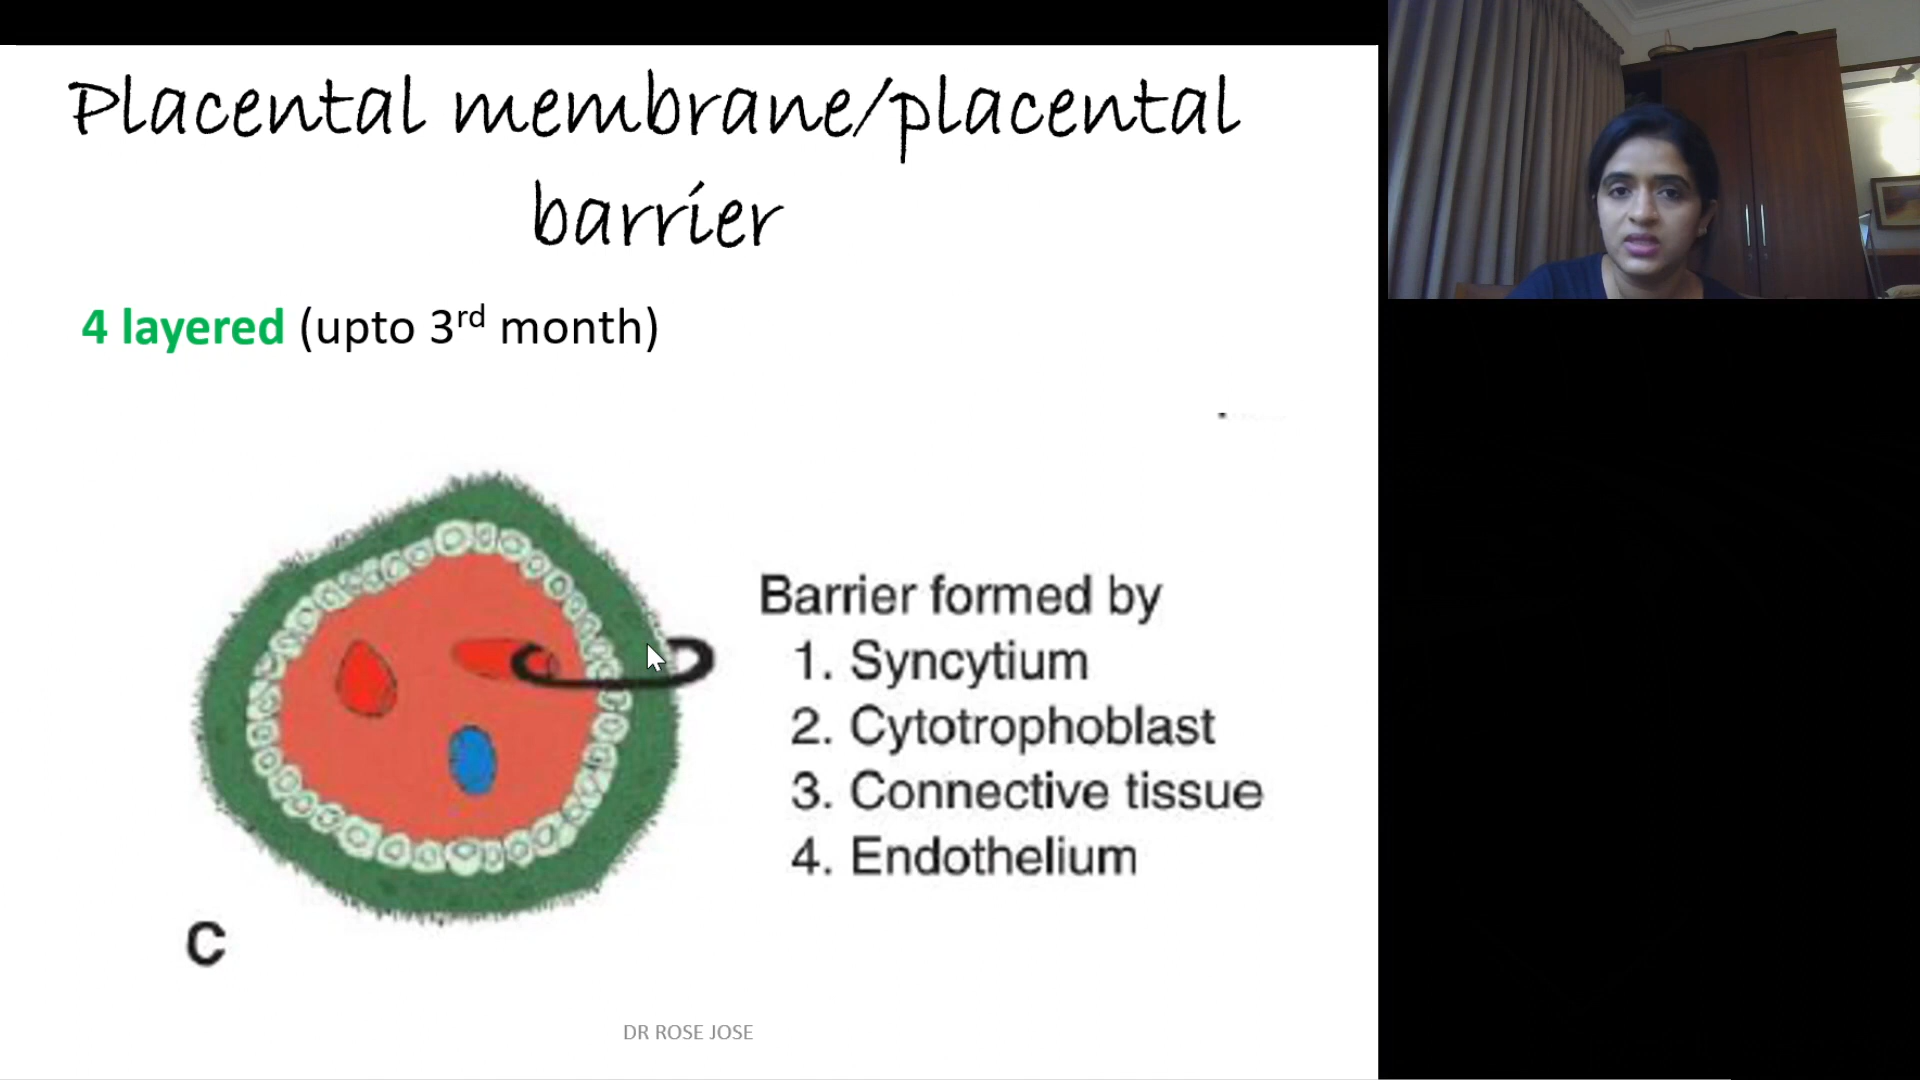 Placental membrane/placental
barrier
4 layered (upto 3rd month)
Barrier formed by
1. Syncytium
2. Cytotrophoblast
3. Connective tissue
4. Endothelium
C
DR ROSE JOSE